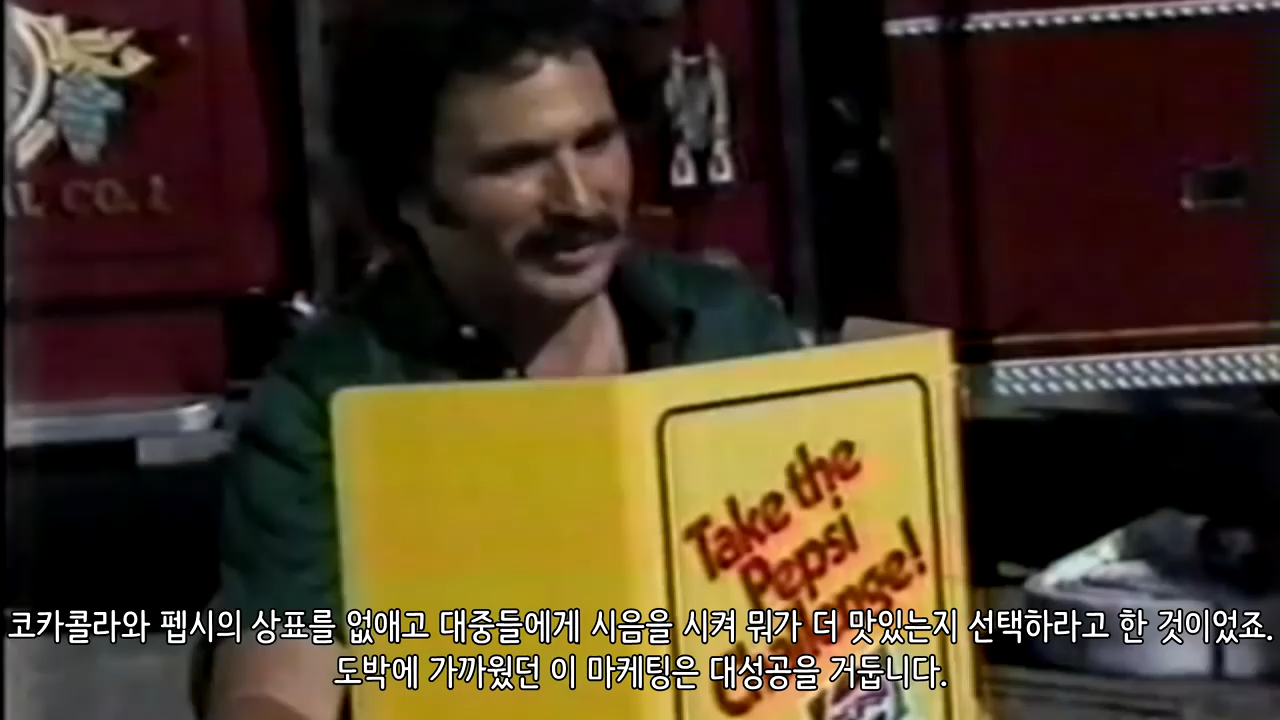 CO. 1
Take the
Pepsi
Challenge!
코카콜라와 펩시의 상표를 없애고 대중들에게 시음을 시켜 뭐가 더 맛있는지 선택하라고 한 것이었죠.
도박에 가까웠던 이 마케팅은 대성공을 거둡니다.